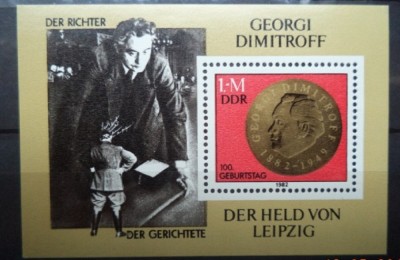 DER RICHTER
GEORGI
DIMITROFF
1.-M
DDR
GEORGI DIMITROFF
1882-1949
100.
GEBURTSTAG
1982
DER GERICHTETE
DER HELD VON
LEIPZIG